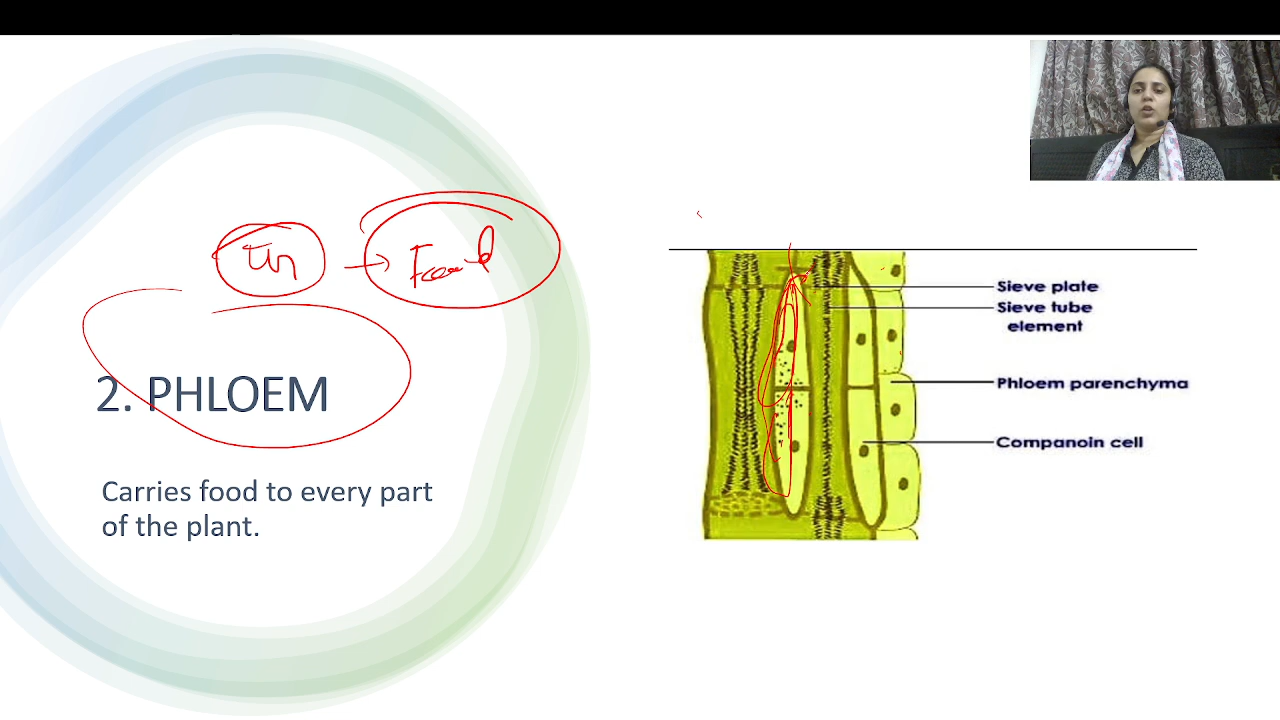 Food
2. PHLOEM
Carries food to every part
of the plant.
Sieve plate
Sieve tube
element
Phloem parenchyma
Companoin cell